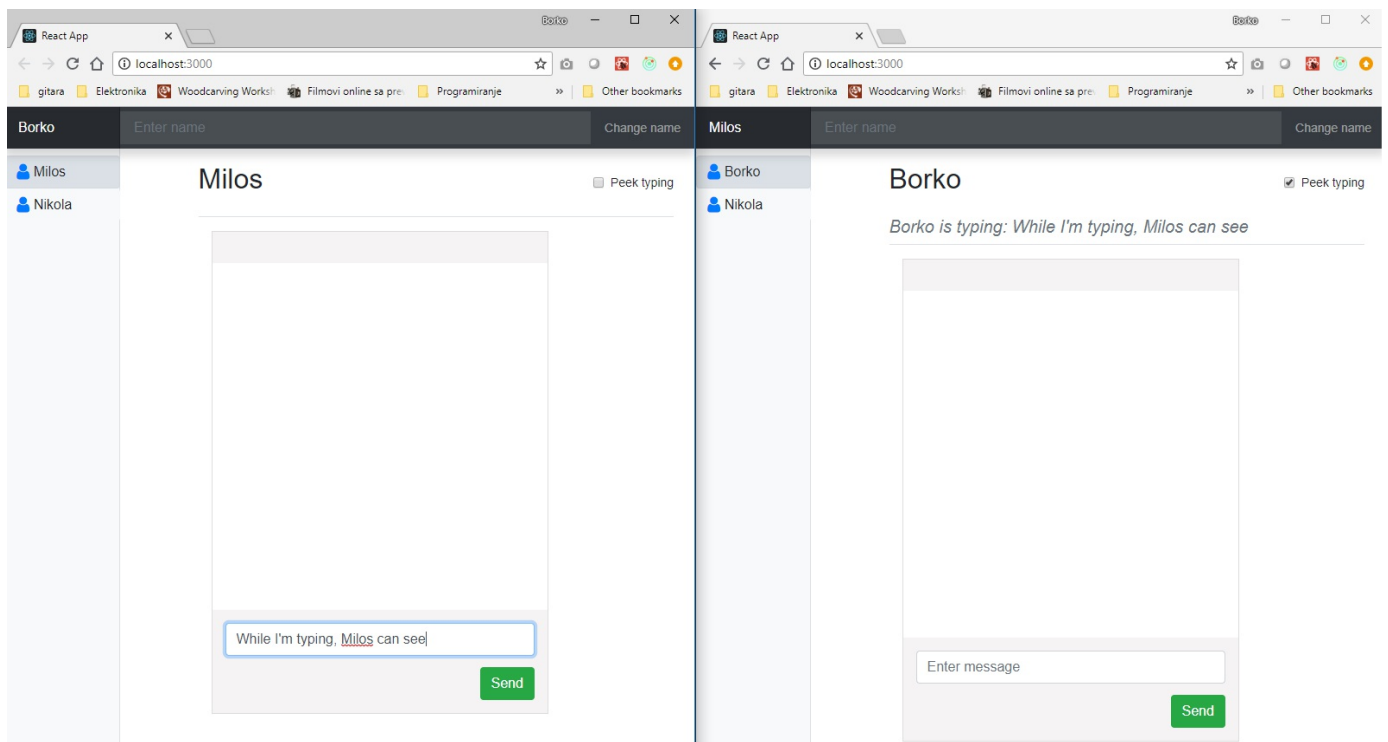 Borko
React App
localhost:3000
gitara Elektronika Woodcarving Worksh Filmovi online sa pre Programiranje » Other bookmarks
Borko Enter name Change name
Milos
Nikola
Milos
Peek typing
While I'm typing, Milos can see
Send
Borko
React App
localhost:3000
gitara Elektronika Woodcarving Worksh Filmovi online sa pre Programiranje » Other bookmarks
Milos Enter name Change name
Borko
Nikola
Borko
Peek typing
Borko is typing: While I'm typing, Milos can see
Enter message
Send